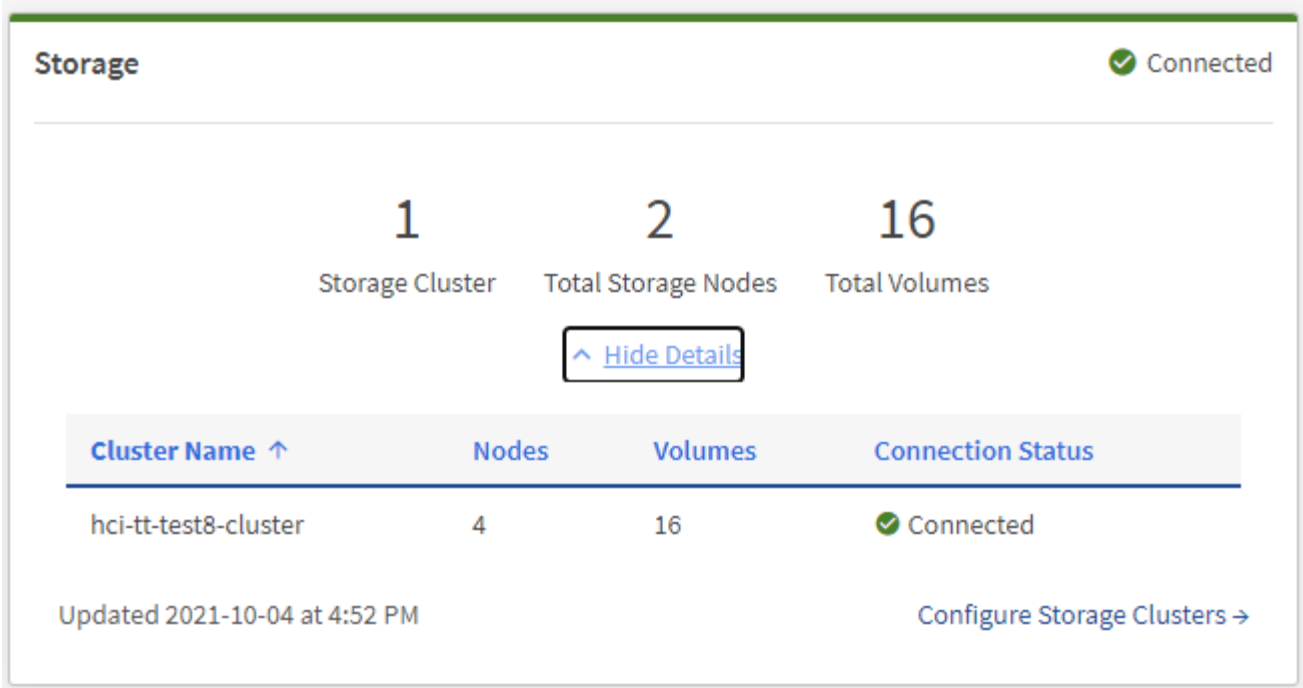 Storage
Connected
1 2 16
Storage Cluster Total Storage Nodes Total Volumes
Hide Details
Cluster Name ↑ Nodes Volumes Connection Status
hci-tt-test8-cluster 4 16 Connected
Updated 2021-10-04 at 4:52 PM Configure Storage Clusters →